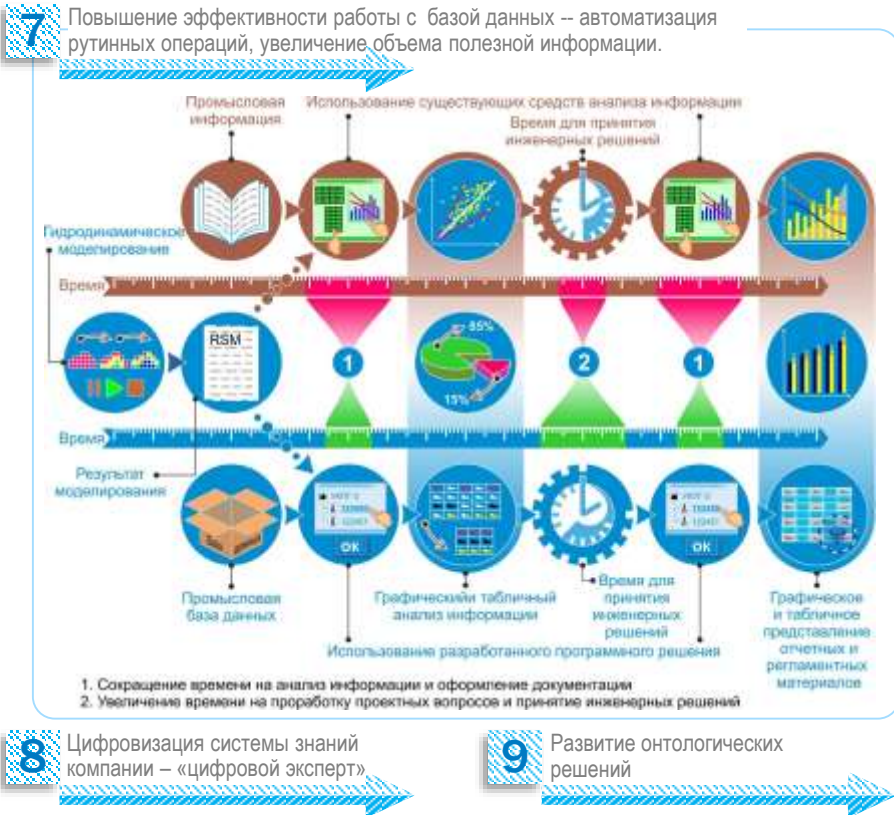 7
Повышение эффективности работы с базой данных -- автоматизация
рутинных операций, увеличение объема полезной информации.
Промысловая
информация
Использование существующих средств анализа информации
Время для принятия
инженерных решений
Гидродинамическое
моделирование
Время
RSM
1
85%
15%
2
1
Время
Результат
моделирования
OK
OK
Промысловая
база данных
Графическийи табличный
анализ информации
Время для
принятия
инженерных
решений
Графическое
и табличное
представление
отчетных и
регламентных
материалов
Использование разработанного программного решения
1. Сокращение времени на анализ информации и оформление документации
2. Увеличение времени на проработку проектных вопросов и принятие инженерных решений
8
Цифровизация системы знаний
компании – «цифровой эксперт»
9
Развитие онтологических
решений